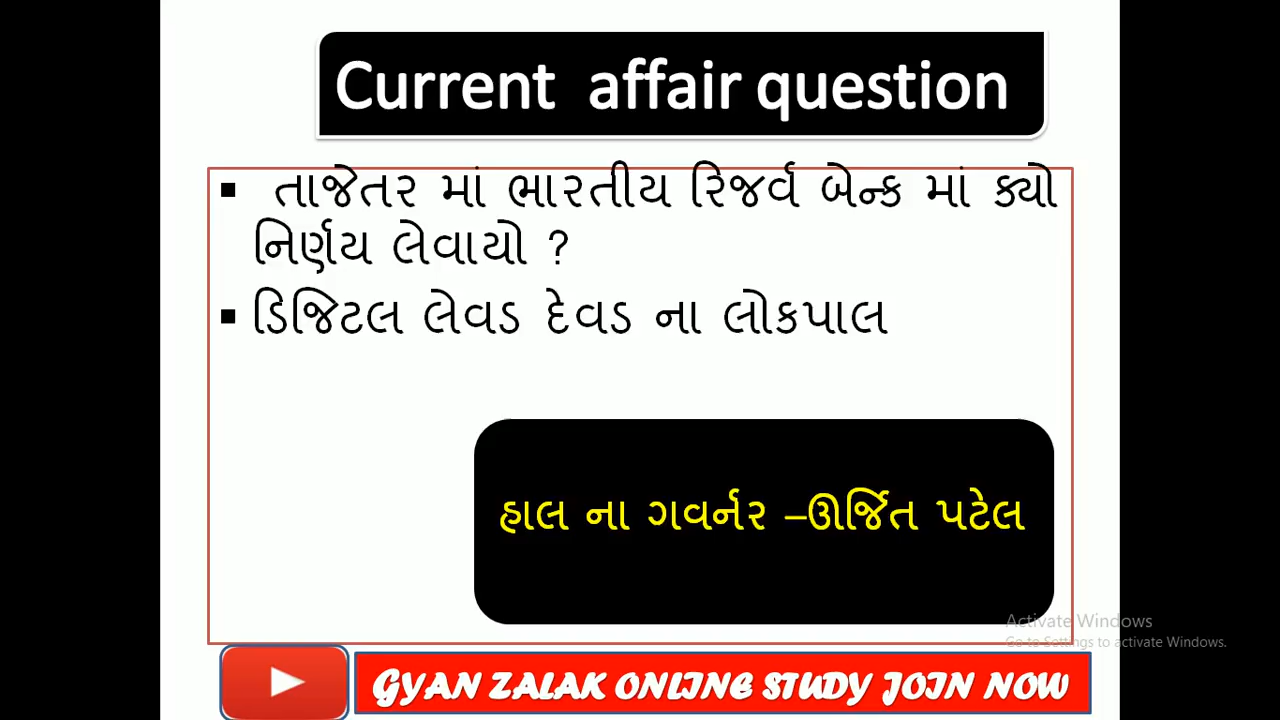 Current affair question
▪ તાજેતર માં ભારતીય રિજર્વ બેન્ક માં ક્યો
નિર્ણય લેવાયો ?
▪ ડિજિટલ લેવડ દેવડ ના લોકપાલ
હાલ ના ગવર્નર –ઊર્જિત પટેલ
Activate Windows
Go to Settings to activate Windows.
GYAN ZALAK ONLINE STUDY JOIN NOW